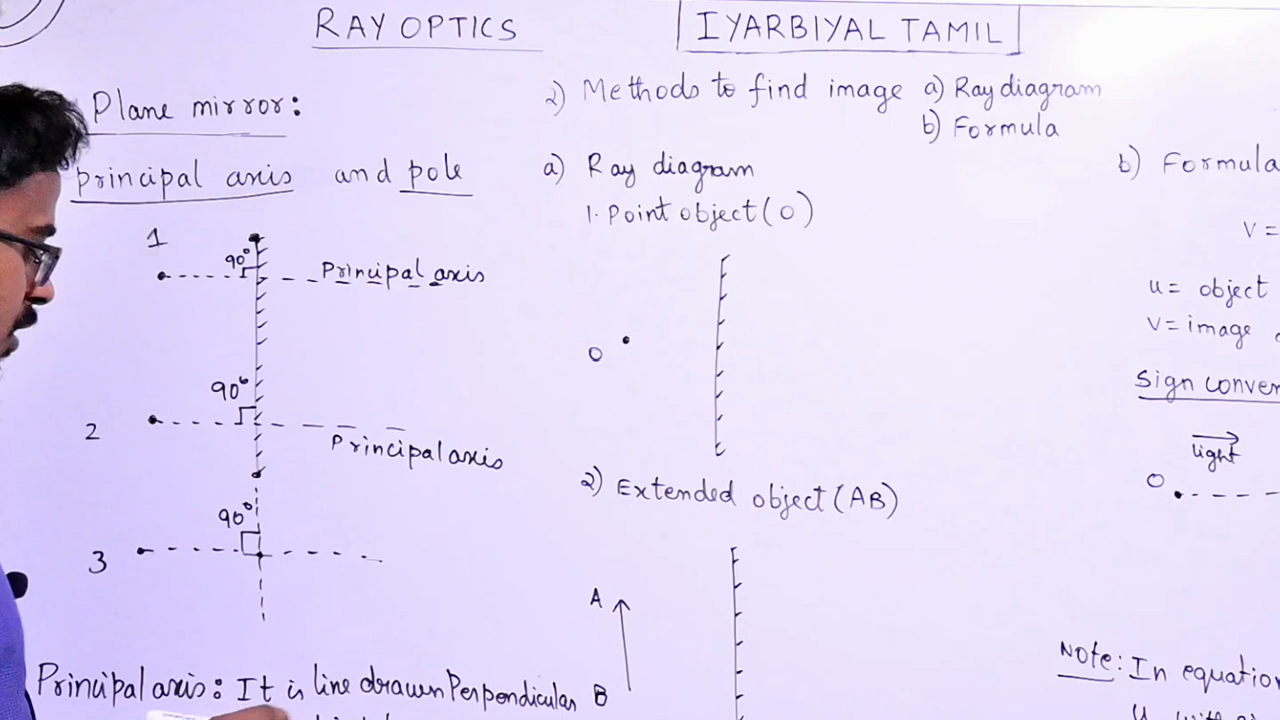 RAY OPTICS
IYARBIYAL TAMIL
Plane mirror:
principal axis and pole
1
90°
Principal axis
90°
2
Principal axis
90°
3
Principal axis: It is line drawn Perpendicular
2) Methods to find image a) Ray diagram
b) Formula
a) Ray diagram
1. Point object (O)
O
2) Extended object (AB)
A
B
b) Formula
V =
u = object
V = image
Sign conver
light
O
Note: In equation